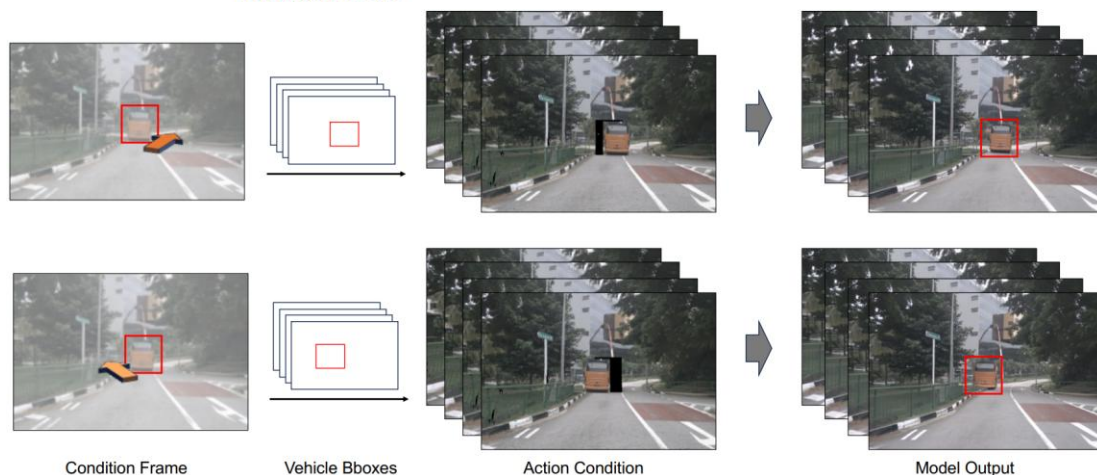 Condition Frame
Vehicle Bboxes
Action Condition
Model Output